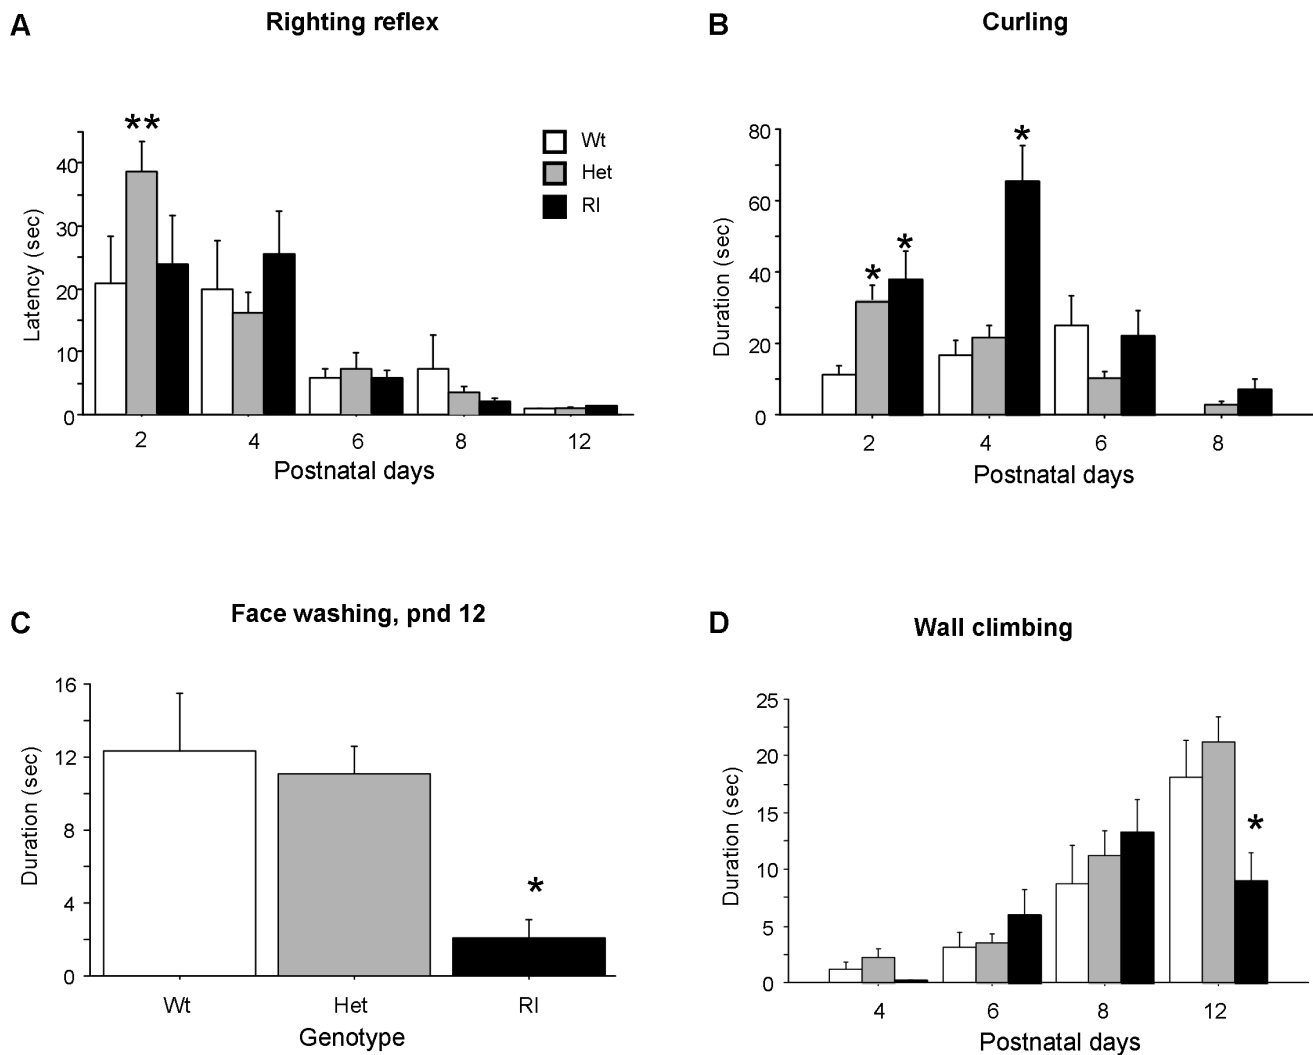 A
Righting reflex
**
Wt
Het
RI
40
30
20
10
0
Latency (sec)
2 4 6 8 12
Postnatal days
B
Curling
80
60
40
20
0
Duration (sec)
* * *
2 4 6 8
Postnatal days
C
Face washing, pnd 12
16
12
8
4
0
Duration (sec)
*
Wt Het RI
Genotype
D
Wall climbing
25
20
15
10
5
0
Duration (sec)
*
4 6 8 12
Postnatal days